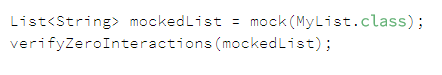 List<String> mockedList = mock(MyList.class);
verifyZeroInteractions(mockedList);